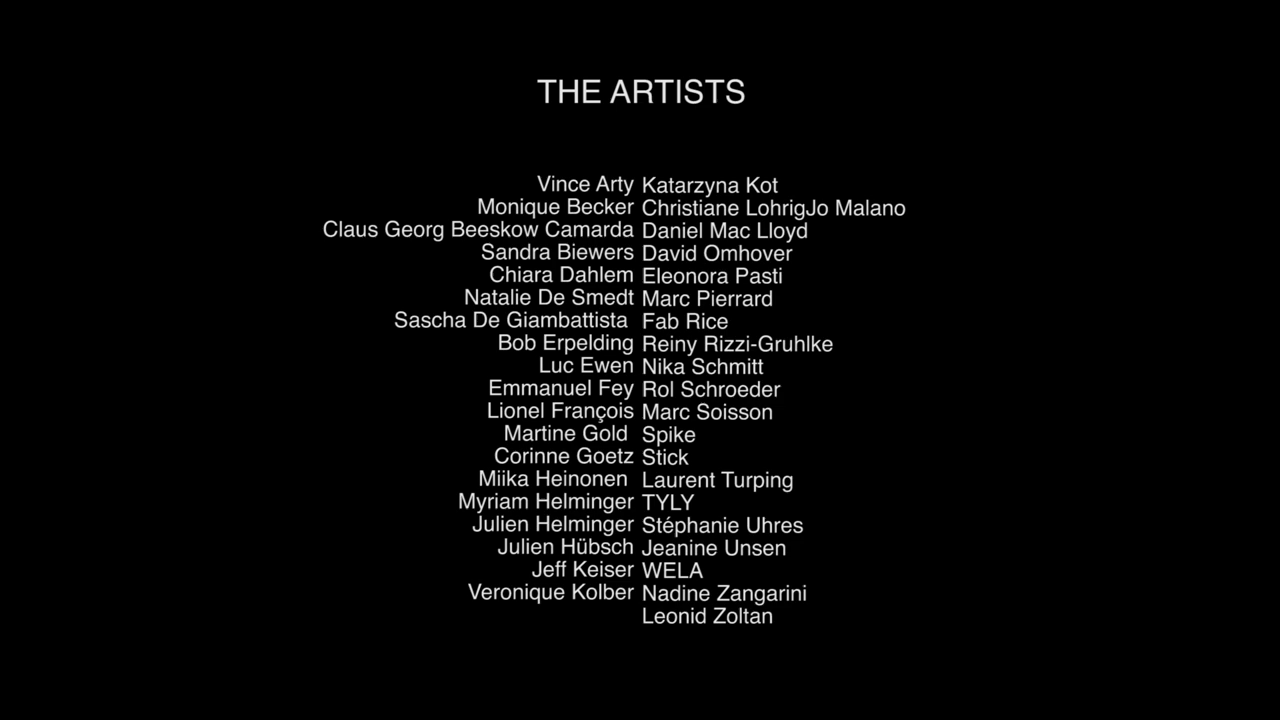 THE ARTISTS
Vince Arty
Monique Becker
Claus Georg Beeskow Camarda
Sandra Biewers
Chiara Dahlem
Natalie De Smedt
Sascha De Giambattista
Bob Erpelding
Luc Ewen
Emmanuel Fey
Lionel François
Martine Gold
Corinne Goetz
Miika Heinonen
Myriam Helminger
Julien Helminger
Julien Hübsch
Jeff Keiser
Veronique Kolber
Katarzyna Kot
Christiane LohrigJo Malano
Daniel Mac Lloyd
David Omhover
Eleonora Pasti
Marc Pierrard
Fab Rice
Reiny Rizzi-Gruhlke
Nika Schmitt
Rol Schroeder
Marc Soisson
Spike
Stick
Laurent Turping
TYLY
Stéphanie Uhres
Jeanine Unsen
WELA
Nadine Zangarini
Leonid Zoltan